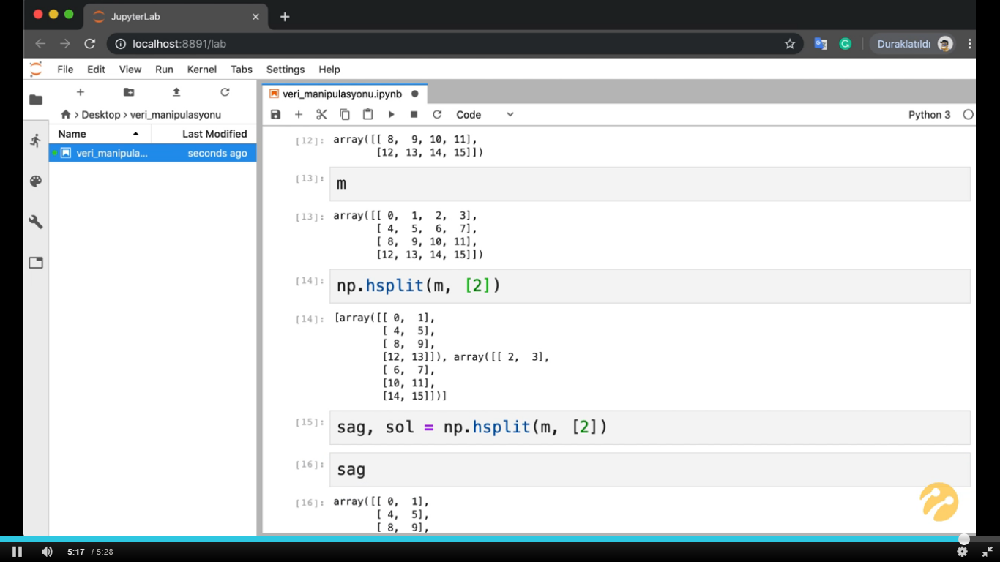 JupyterLab
localhost:8891/lab
Duraklatıldı
File Edit View Run Kernel Tabs Settings Help
Desktop > veri_manipulasyonu
Name Last Modified
veri_manipula... seconds ago
veri_manipulasyonu.ipynb
Code Python 3
[12]: array([[ 8,  9, 10, 11],
       [12, 13, 14, 15]])
[13]: m
[13]: array([[ 0,  1,  2,  3],
       [ 4,  5,  6,  7],
       [ 8,  9, 10, 11],
       [12, 13, 14, 15]])
[14]: np.hsplit(m, [2])
[14]: [array([[ 0,  1],
        [ 4,  5],
        [ 8,  9],
        [12, 13]]), array([[ 2,  3],
        [ 6,  7],
        [10, 11],
        [14, 15]])]
[15]: sag, sol = np.hsplit(m, [2])
[16]: sag
[16]: array([[ 0,  1],
       [ 4,  5],
       [ 8,  9],
5:17 / 5:28